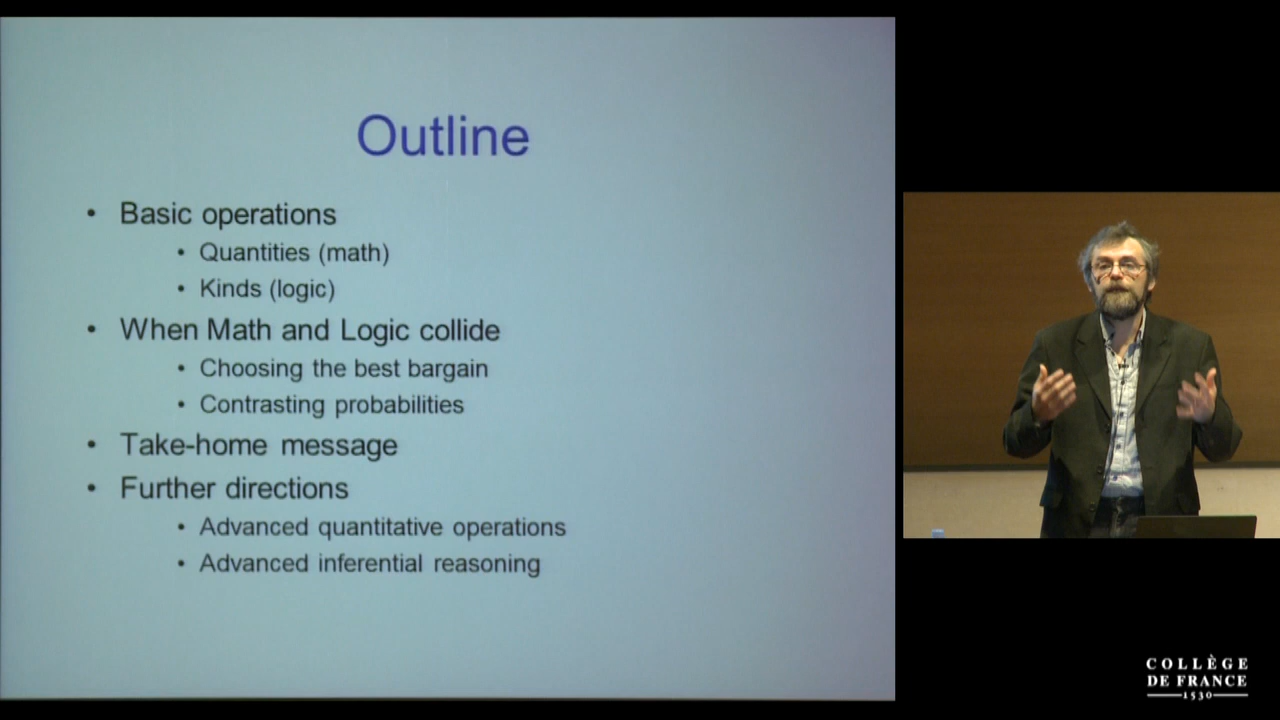 Outline
• Basic operations
• Quantities (math)
• Kinds (logic)
• When Math and Logic collide
• Choosing the best bargain
• Contrasting probabilities
• Take-home message
• Further directions
• Advanced quantitative operations
• Advanced inferential reasoning
COLLÈGE
DE FRANCE
1530